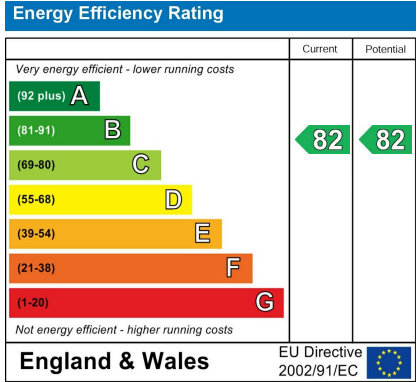 Energy Efficiency Rating
Current Potential
Very energy efficient - lower running costs
(92 plus) A
(81-91) B
82 82
(69-80) C
(55-68) D
(39-54) E
(21-38) F
(1-20) G
Not energy efficient - higher running costs
England & Wales
EU Directive
2002/91/EC